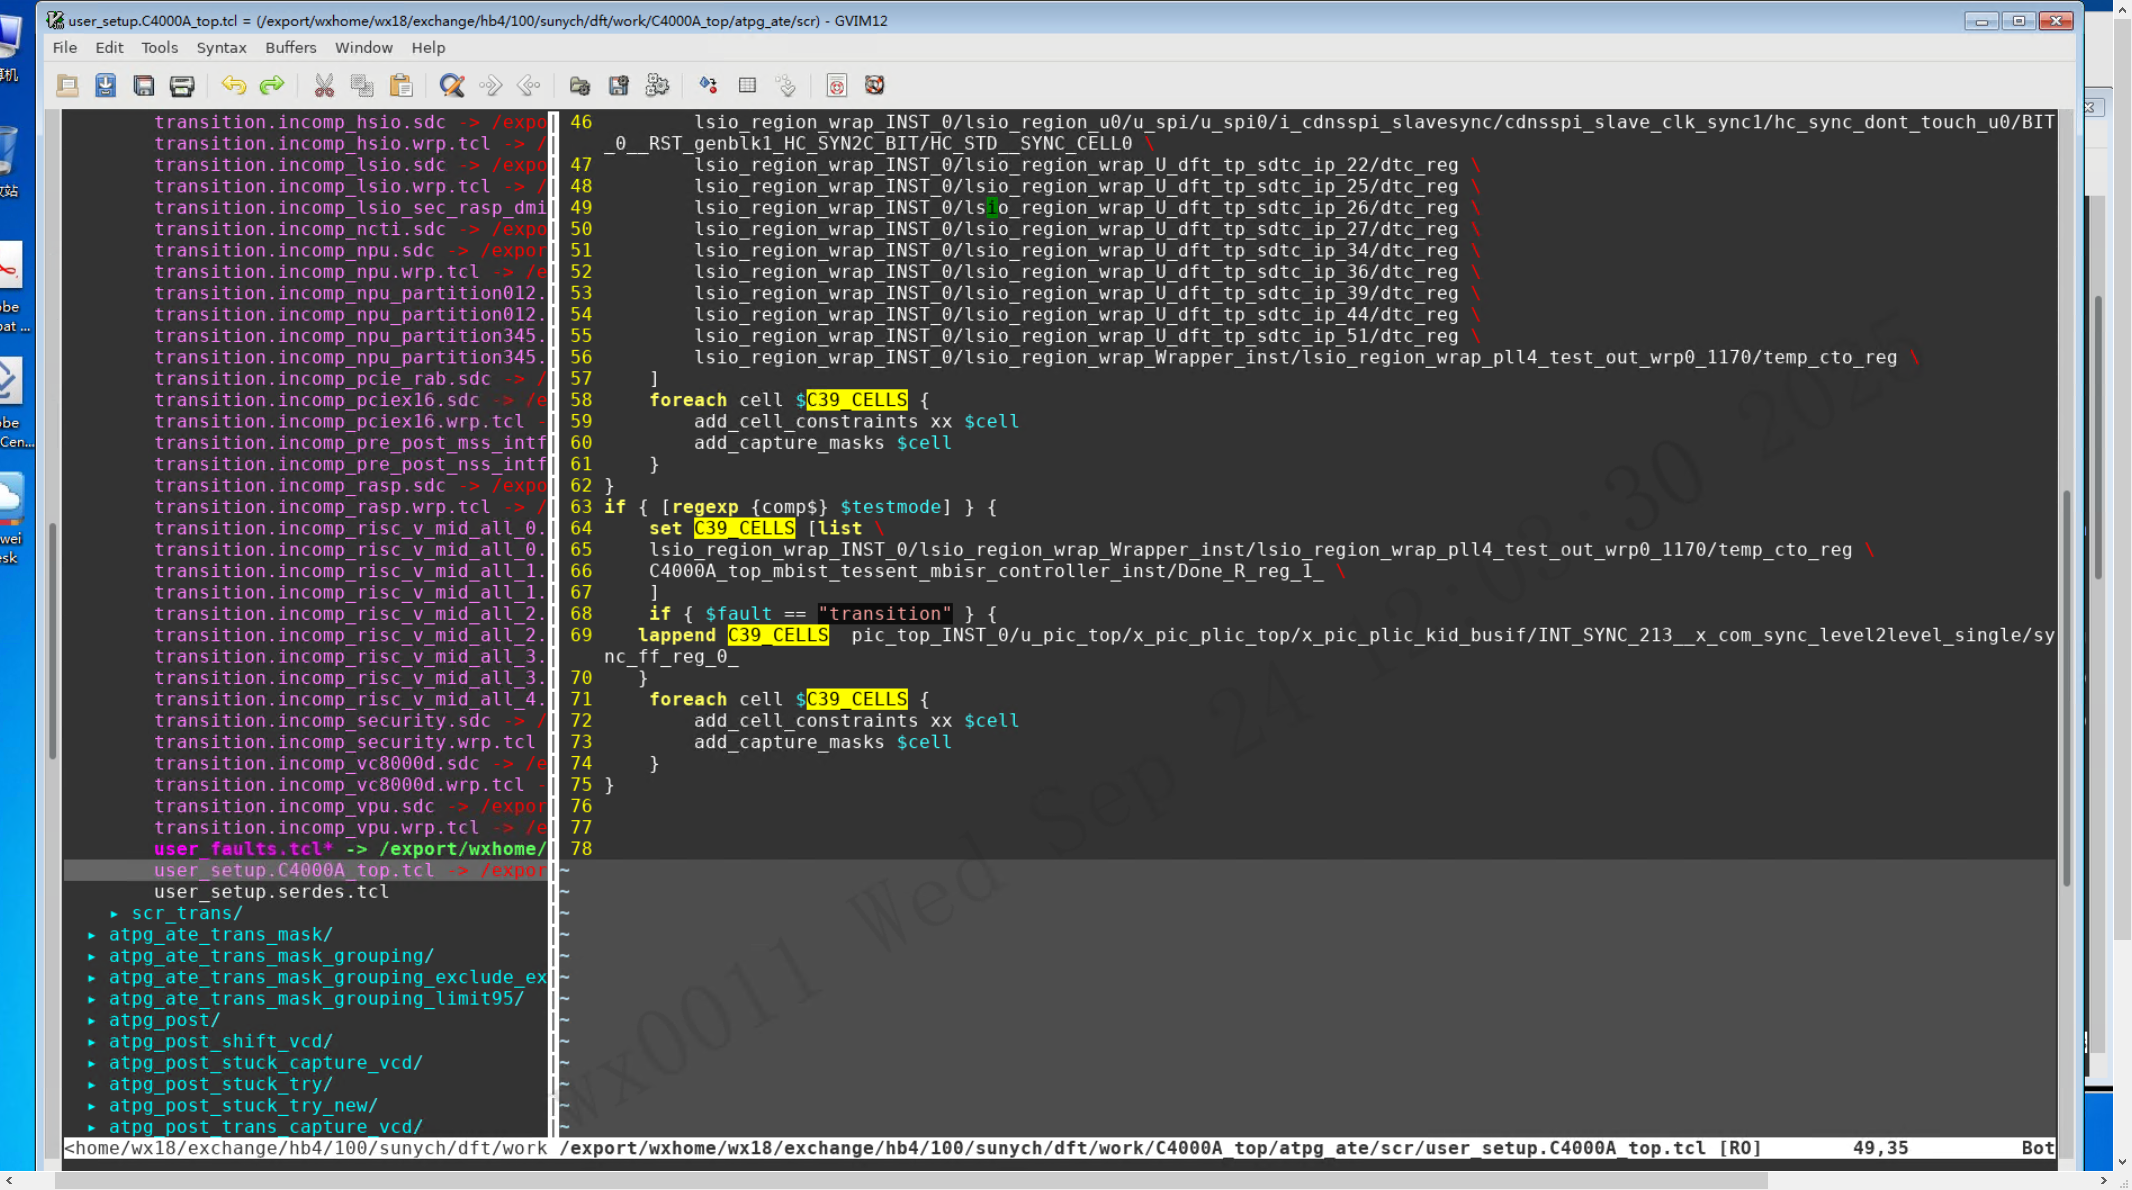 user_setup.C4000A_top.tcl = (/export/wxhome/wx18/exchange/hb4/100/sunych/dft/work/C4000A_top/atpg_ate/scr) - GVIM12
File Edit Tools Syntax Buffers Window Help
transition.incomp_hsio.sdc -> /expo
transition.incomp_hsio.wrp.tcl -> /
transition.incomp_lsio.sdc -> /expo
transition.incomp_lsio.wrp.tcl -> /
transition.incomp_lsio_sec_rasp_dmi
transition.incomp_ncti.sdc -> /expo
transition.incomp_npu.sdc -> /expor
transition.incomp_npu.wrp.tcl -> /e
transition.incomp_npu_partition012.
transition.incomp_npu_partition012.
transition.incomp_npu_partition345.
transition.incomp_npu_partition345.
transition.incomp_pcie_rab.sdc -> /
transition.incomp_pciex16.sdc -> /e
transition.incomp_pciex16.wrp.tcl -
transition.incomp_pre_post_mss_intf
transition.incomp_pre_post_nss_intf
transition.incomp_rasp.sdc -> /expo
transition.incomp_rasp.wrp.tcl -> /
transition.incomp_risc_v_mid_all_0.
transition.incomp_risc_v_mid_all_0.
transition.incomp_risc_v_mid_all_1.
transition.incomp_risc_v_mid_all_1.
transition.incomp_risc_v_mid_all_2.
transition.incomp_risc_v_mid_all_2.
transition.incomp_risc_v_mid_all_3.
transition.incomp_risc_v_mid_all_3.
transition.incomp_risc_v_mid_all_4.
transition.incomp_security.sdc -> /
transition.incomp_security.wrp.tcl
transition.incomp_vc8000d.sdc -> /e
transition.incomp_vc8000d.wrp.tcl -
transition.incomp_vpu.sdc -> /expor
transition.incomp_vpu.wrp.tcl -> /e
user_faults.tcl* -> /export/wxhome/
user_setup.C4000A_top.tcl -> /expor
user_setup.serdes.tcl
▸ scr_trans/
▸ atpg_ate_trans_mask/
▸ atpg_ate_trans_mask_grouping/
▸ atpg_ate_trans_mask_grouping_exclude_ex
▸ atpg_ate_trans_mask_grouping_limit95/
▸ atpg_post/
▸ atpg_post_shift_vcd/
▸ atpg_post_stuck_capture_vcd/
▸ atpg_post_stuck_try/
▸ atpg_post_stuck_try_new/
▸ atpg_post_trans_capture_vcd/
46 lsio_region_wrap_INST_0/lsio_region_u0/u_spi/u_spi0/i_cdnsspi_slavesync/cdnsspi_slave_clk_sync1/hc_sync_dont_touch_u0/BIT
_0__RST_genblk1_HC_SYN2C_BIT/HC_STD__SYNC_CELL0 \
47 lsio_region_wrap_INST_0/lsio_region_wrap_U_dft_tp_sdtc_ip_22/dtc_reg \
48 lsio_region_wrap_INST_0/lsio_region_wrap_U_dft_tp_sdtc_ip_25/dtc_reg \
49 lsio_region_wrap_INST_0/lsio_region_wrap_U_dft_tp_sdtc_ip_26/dtc_reg \
50 lsio_region_wrap_INST_0/lsio_region_wrap_U_dft_tp_sdtc_ip_27/dtc_reg \
51 lsio_region_wrap_INST_0/lsio_region_wrap_U_dft_tp_sdtc_ip_34/dtc_reg \
52 lsio_region_wrap_INST_0/lsio_region_wrap_U_dft_tp_sdtc_ip_36/dtc_reg \
53 lsio_region_wrap_INST_0/lsio_region_wrap_U_dft_tp_sdtc_ip_39/dtc_reg \
54 lsio_region_wrap_INST_0/lsio_region_wrap_U_dft_tp_sdtc_ip_44/dtc_reg \
55 lsio_region_wrap_INST_0/lsio_region_wrap_U_dft_tp_sdtc_ip_51/dtc_reg \
56 lsio_region_wrap_INST_0/lsio_region_wrap_Wrapper_inst/lsio_region_wrap_pll4_test_out_wrp0_1170/temp_cto_reg \
57 ]
58 foreach cell $C39_CELLS {
59 add_cell_constraints xx $cell
60 add_capture_masks $cell
61 }
62 }
63 if { [regexp {comp$} $testmode] } {
64 set C39_CELLS [list \
65 lsio_region_wrap_INST_0/lsio_region_wrap_Wrapper_inst/lsio_region_wrap_pll4_test_out_wrp0_1170/temp_cto_reg \
66 C4000A_top_mbist_tessent_mbisr_controller_inst/Done_R_reg_1_ \
67 ]
68 if { $fault == "transition" } {
69 lappend C39_CELLS pic_top_INST_0/u_pic_top/x_pic_plic_top/x_pic_plic_kid_busif/INT_SYNC_213__x_com_sync_level2level_single/sy
nc_ff_reg_0_
70 }
71 foreach cell $C39_CELLS {
72 add_cell_constraints xx $cell
73 add_capture_masks $cell
74 }
75 }
76
77
78
wx0011 Wed Sep 24 12:03:30 2025
<home/wx18/exchange/hb4/100/sunych/dft/work /export/wxhome/wx18/exchange/hb4/100/sunych/dft/work/C4000A_top/atpg_ate/scr/user_setup.C4000A_top.tcl [RO] 49,35 Bot